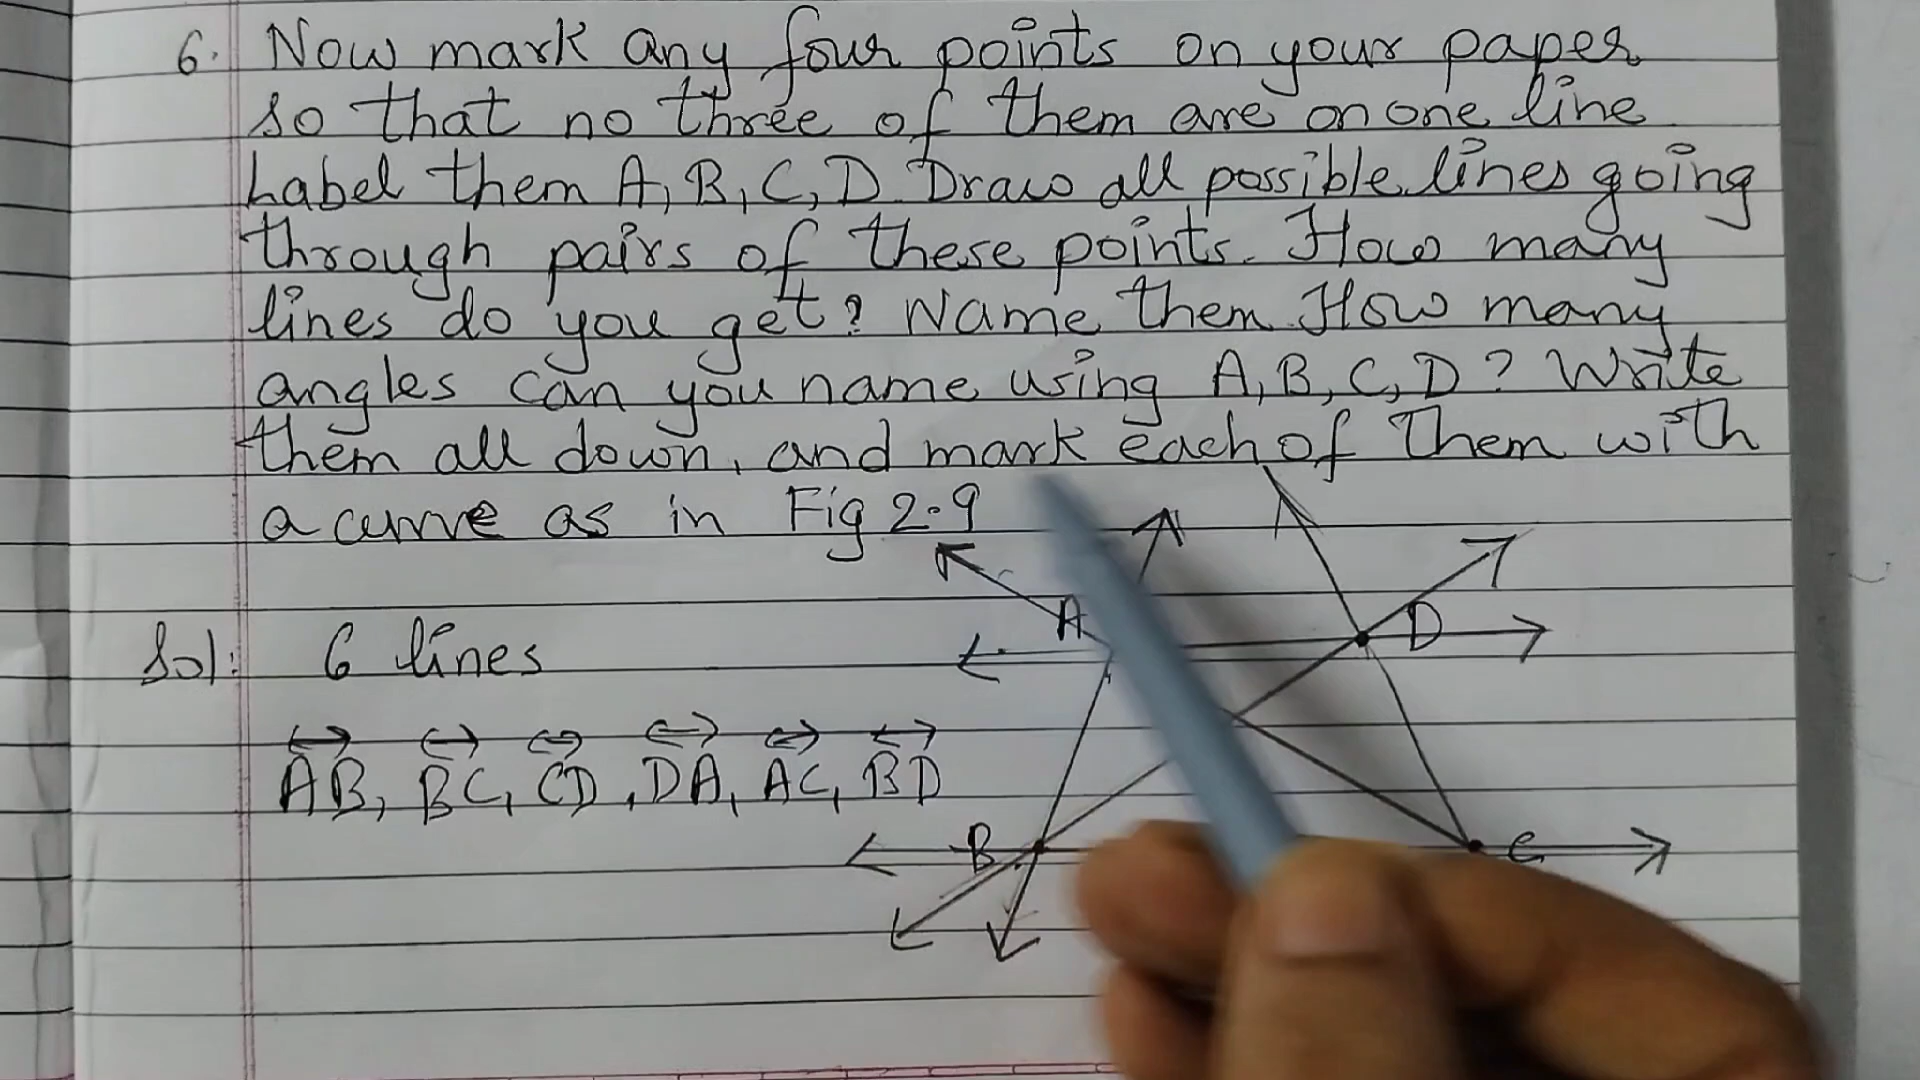 6. Now mark any four points on your paper
so that no three of them are on one line
Label them A, B, C, D. Draw all possible lines going
through pairs of these points. How many
lines do you get? Name them. How many
angles can you name using A, B, C, D? Write
them all down, and mark each of them with
a curve as in Fig 2.9
Sol: 6 lines
AB, BC, CD, DA, AC, BD
A
D
B
C